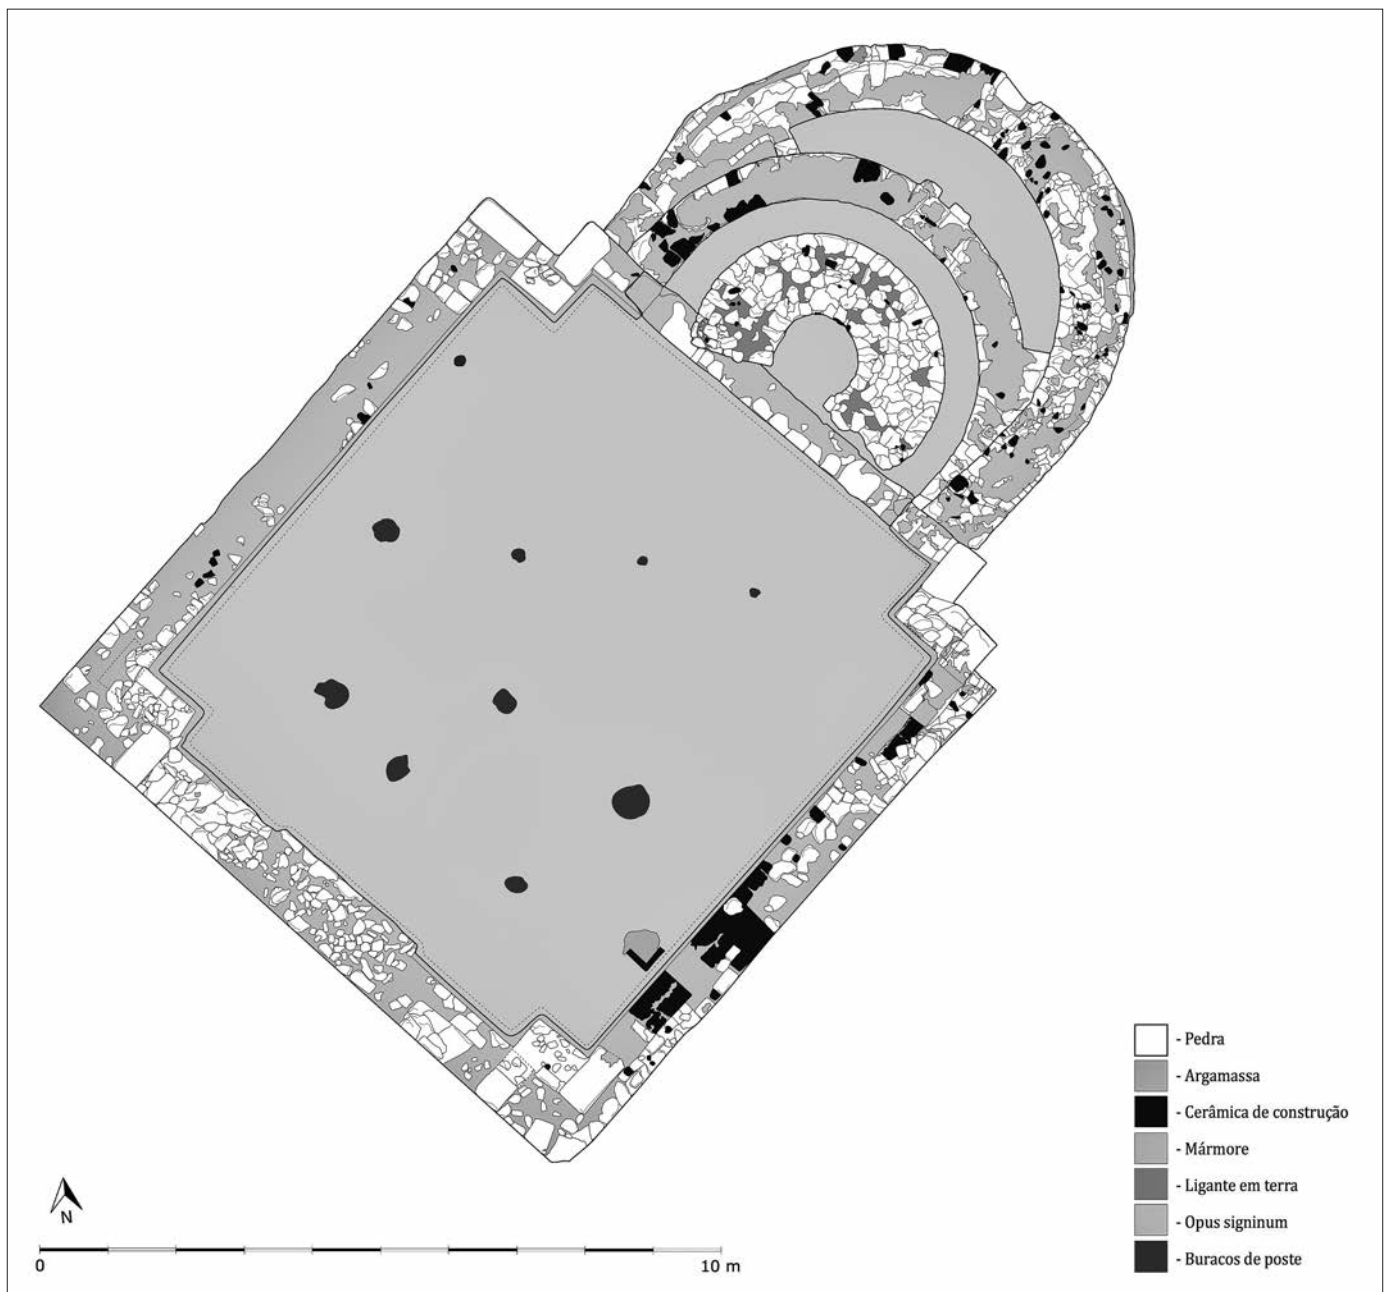 - Pedra
- Argamassa
- Cerâmica de construção
- Mármore
- Ligante em terra
- Opus signinum
- Buracos de poste
N
0 10 m